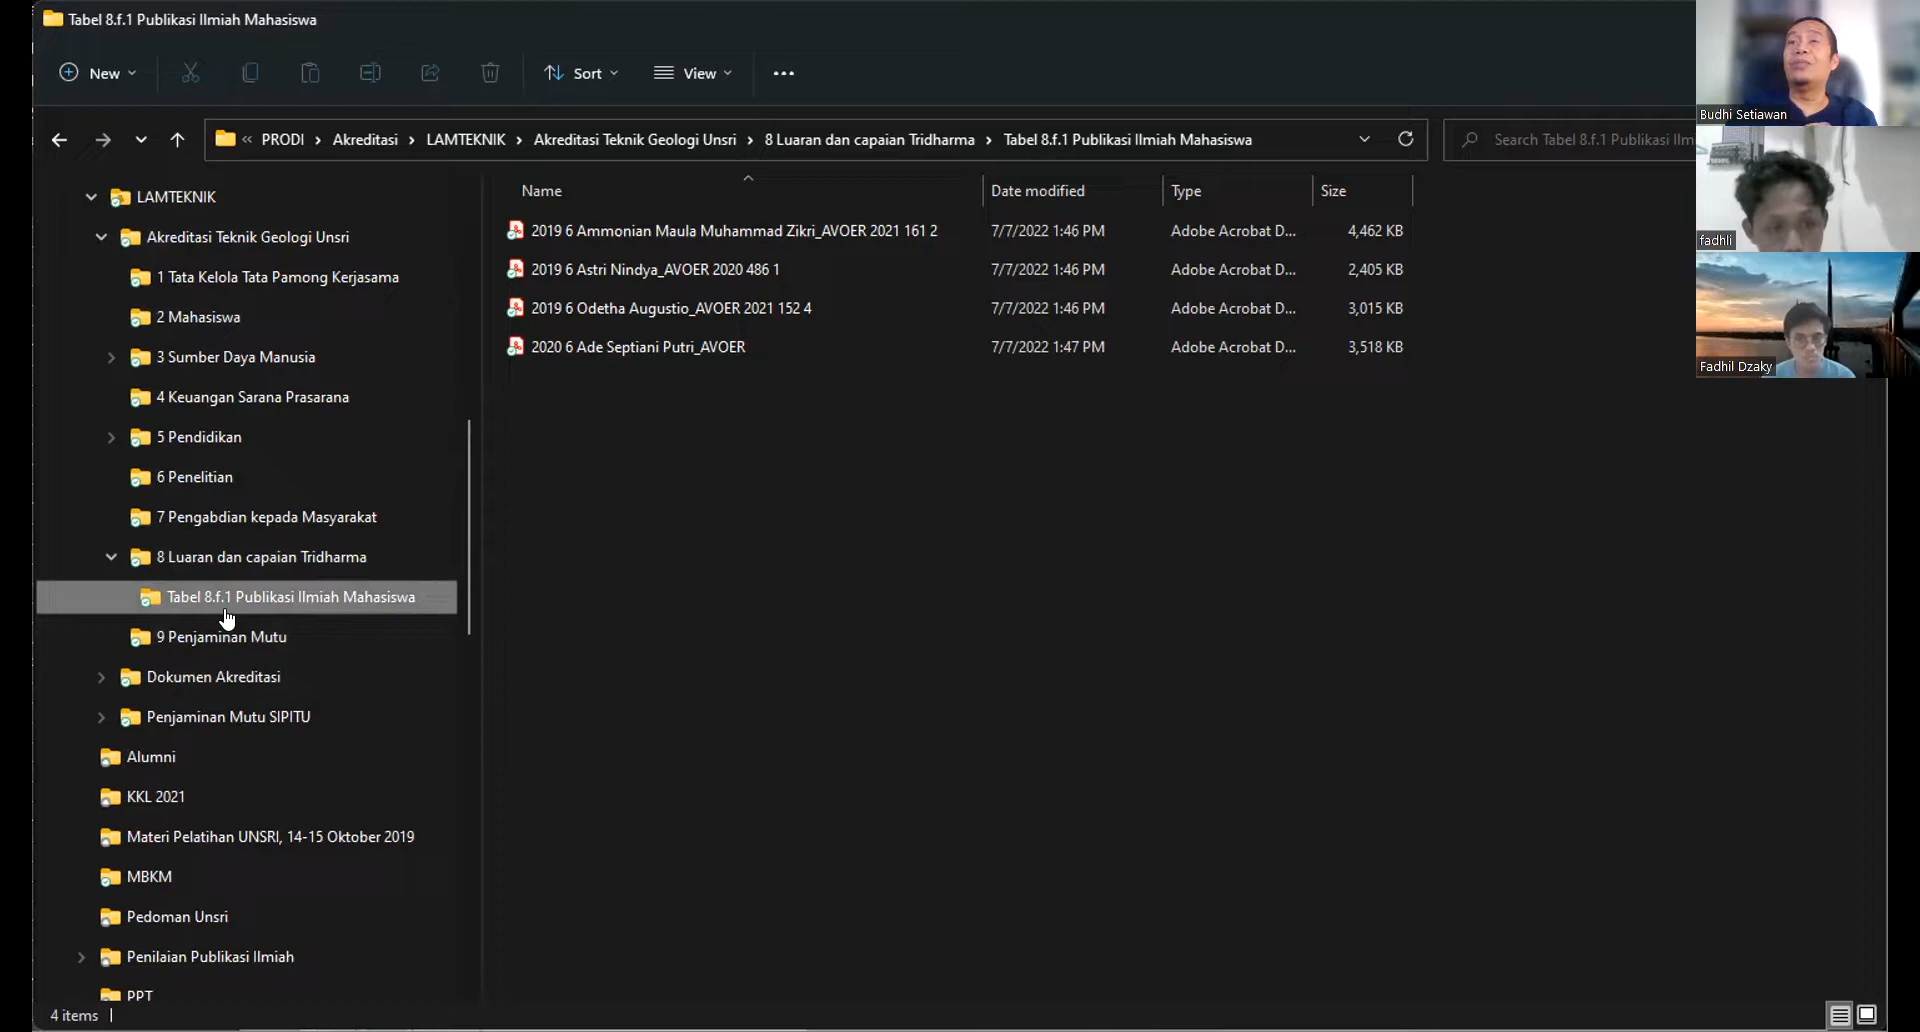 Tabel 8.f.1 Publikasi Ilmiah Mahasiswa
New Sort View
« PRODI › Akreditasi › LAMTEKNIK › Akreditasi Teknik Geologi Unsri › 8 Luaran dan capaian Tridharma › Tabel 8.f.1 Publikasi Ilmiah Mahasiswa
Search Tabel 8.f.1 Publikasi Ilm
LAMTEKNIK
Akreditasi Teknik Geologi Unsri
1 Tata Kelola Tata Pamong Kerjasama
2 Mahasiswa
3 Sumber Daya Manusia
4 Keuangan Sarana Prasarana
5 Pendidikan
6 Penelitian
7 Pengabdian kepada Masyarakat
8 Luaran dan capaian Tridharma
Tabel 8.f.1 Publikasi Ilmiah Mahasiswa
9 Penjaminan Mutu
Dokumen Akreditasi
Penjaminan Mutu SIPITU
Alumni
KKL 2021
Materi Pelatihan UNSRI, 14-15 Oktober 2019
MBKM
Pedoman Unsri
Penilaian Publikasi Ilmiah
PPT
Name Date modified Type Size
2019 6 Ammonian Maula Muhammad Zikri_AVOER 2021 161 2 7/7/2022 1:46 PM Adobe Acrobat D... 4,462 KB
2019 6 Astri Nindya_AVOER 2020 486 1 7/7/2022 1:46 PM Adobe Acrobat D... 2,405 KB
2019 6 Odetha Augustio_AVOER 2021 152 4 7/7/2022 1:46 PM Adobe Acrobat D... 3,015 KB
2020 6 Ade Septiani Putri_AVOER 7/7/2022 1:47 PM Adobe Acrobat D... 3,518 KB
4 items
Budhi Setiawan
fadhli
Fadhil Dzaky